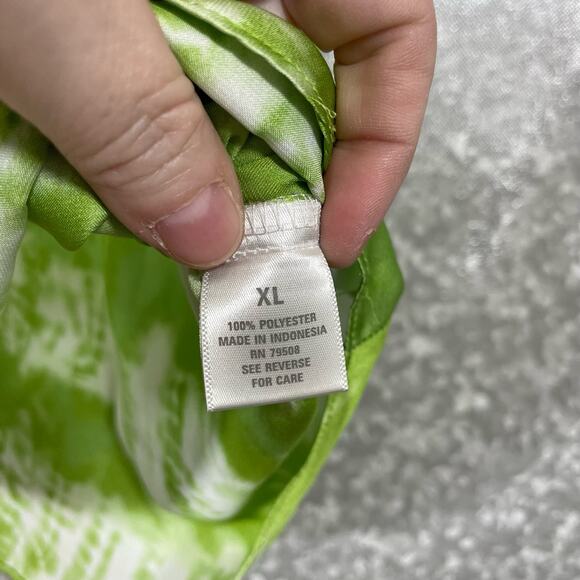 XL
100% POLYESTER
MADE IN INDONESIA
RN 79508
SEE REVERSE
FOR CARE